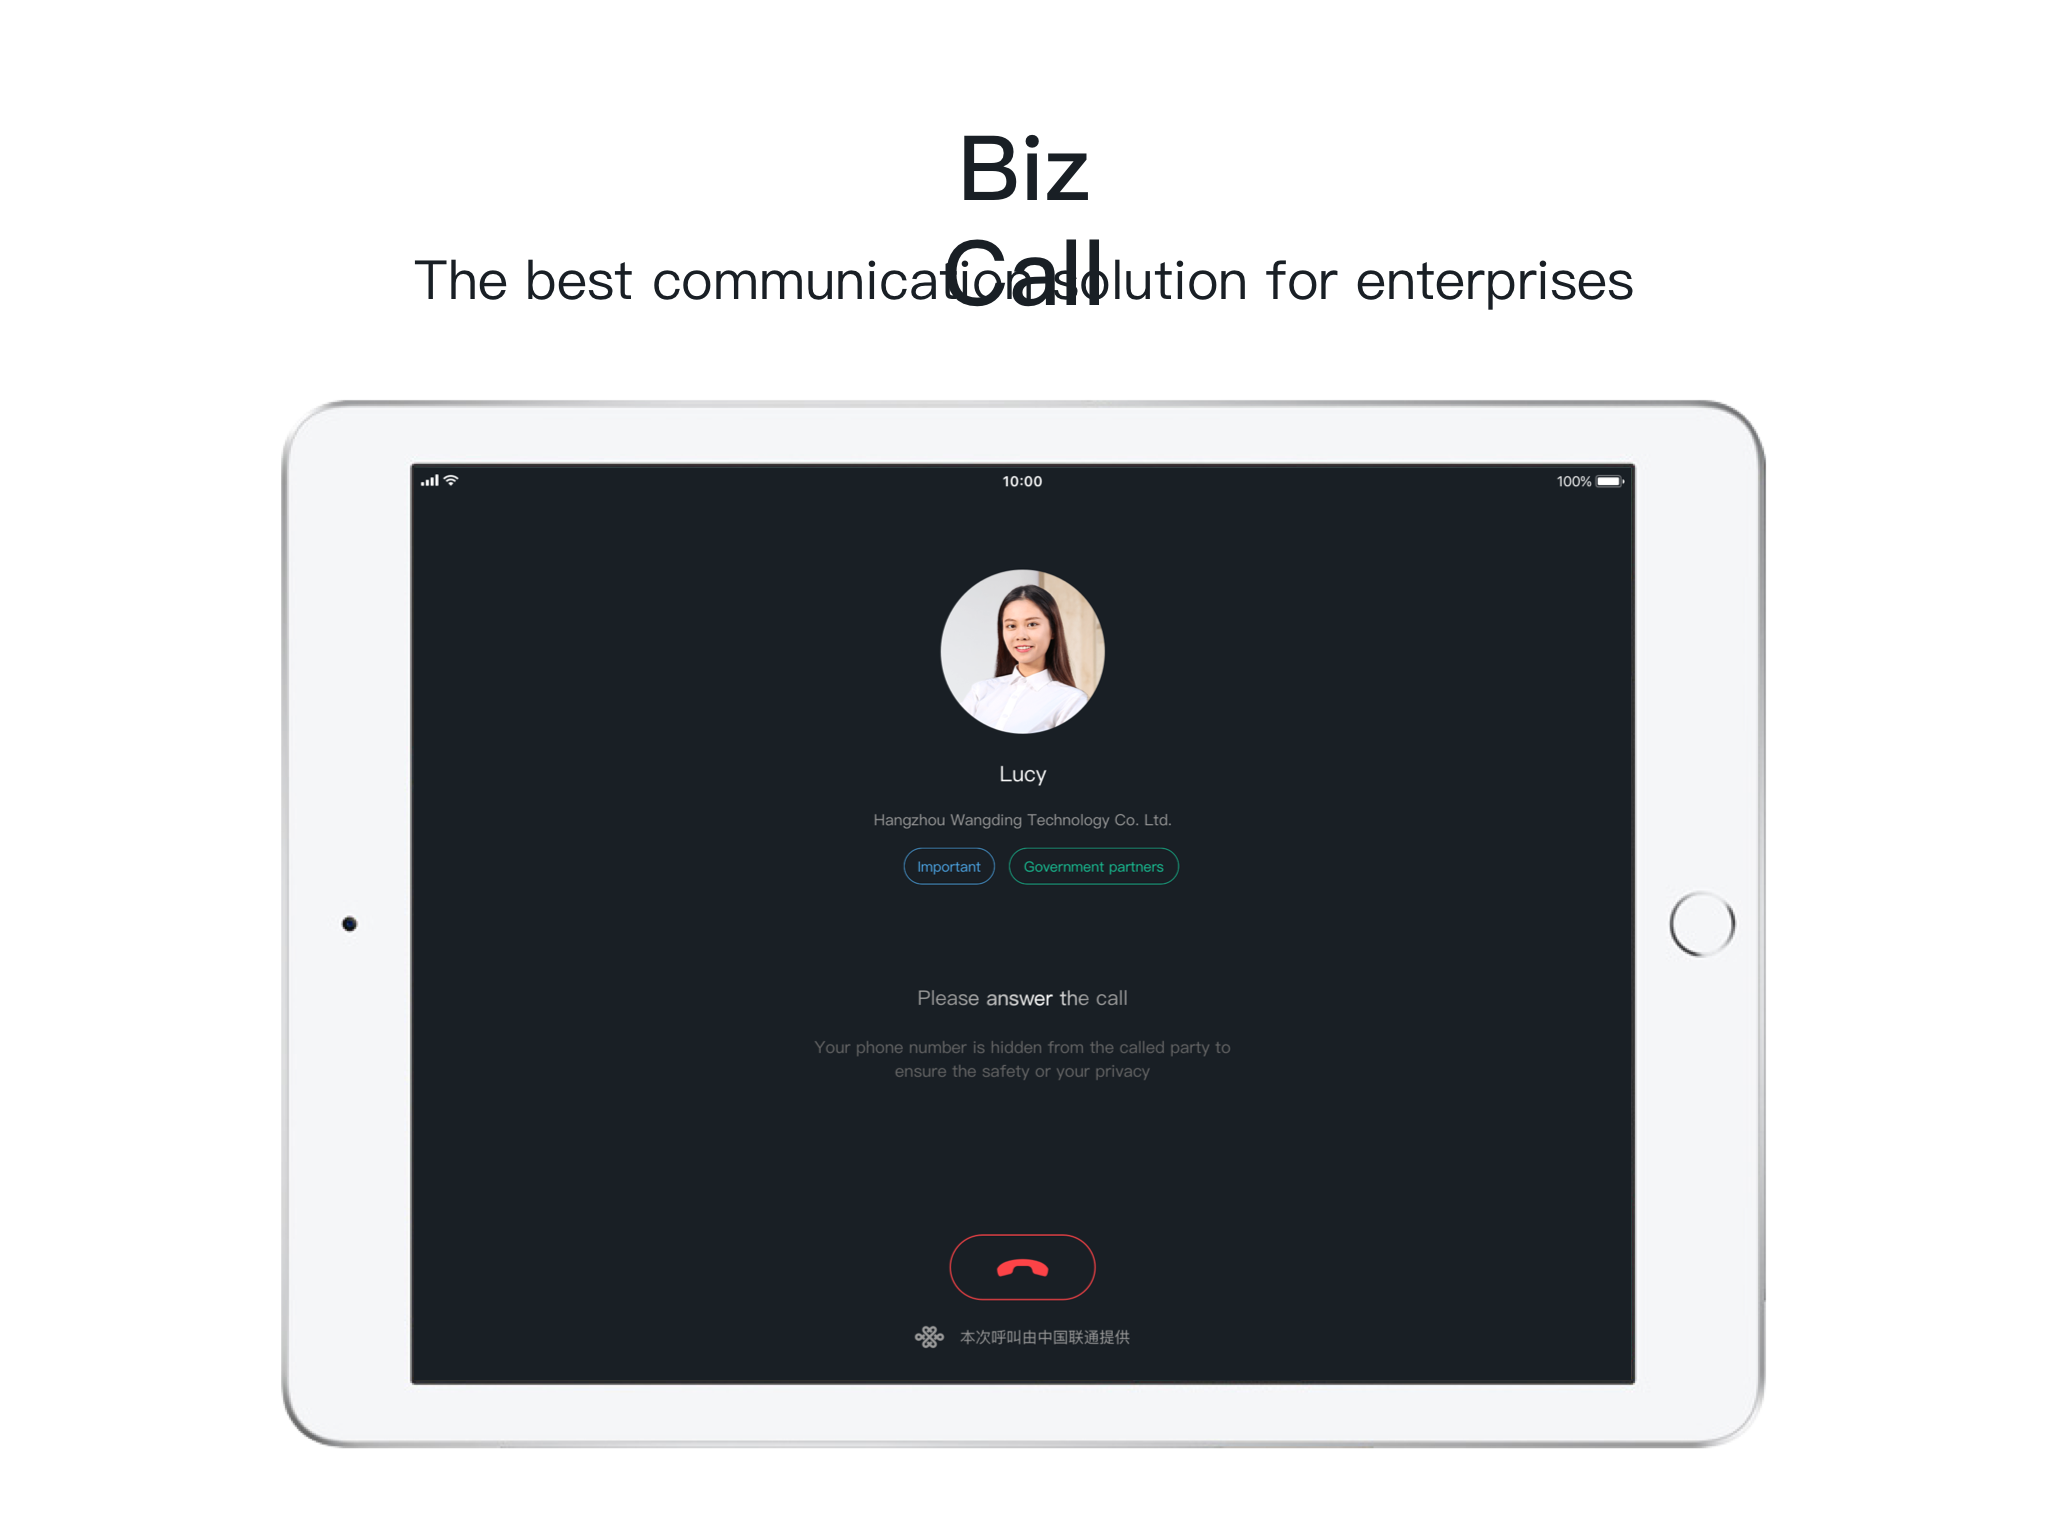 Biz
Call
The best communication solution for enterprises
10:00
100%
Lucy
Hangzhou Wangding Technology Co. Ltd.
Important
Government partners
Please answer the call
Your phone number is hidden from the called party to
ensure the safety or your privacy
本次呼叫由中国联通提供